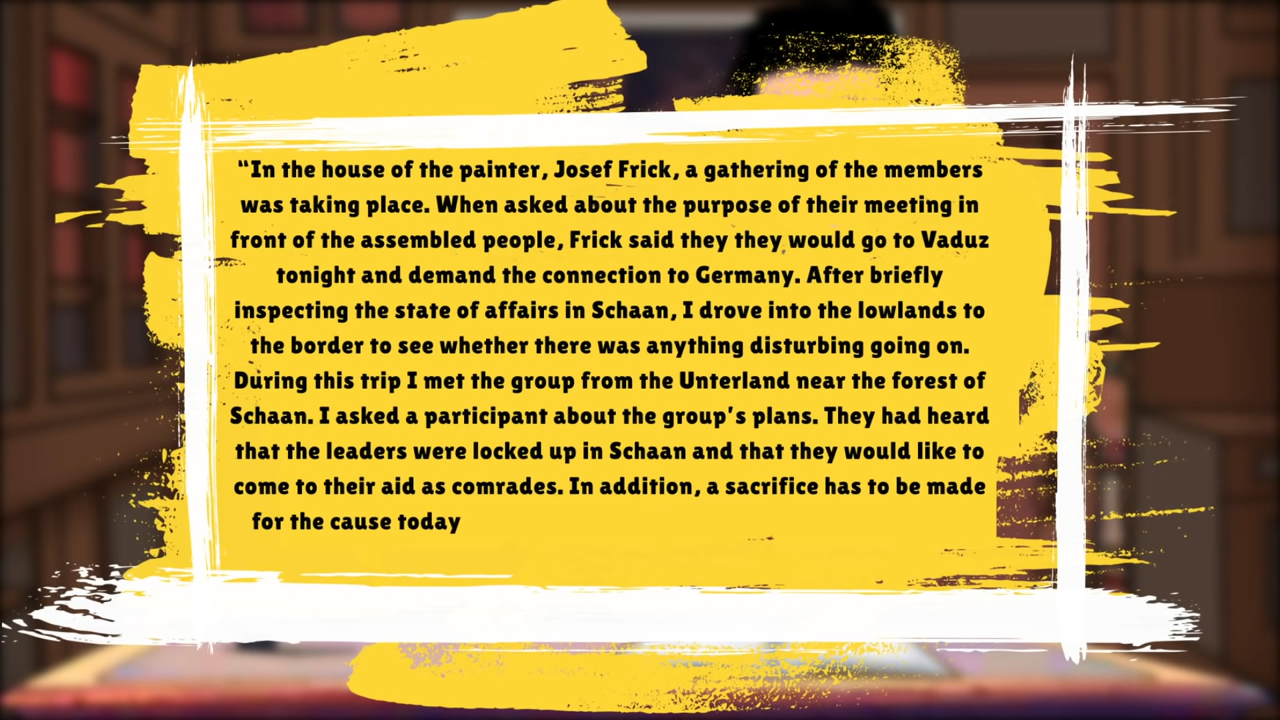 “In the house of the painter, Josef Frick, a gathering of the members
was taking place. When asked about the purpose of their meeting in
front of the assembled people, Frick said they they would go to Vaduz
tonight and demand the connection to Germany. After briefly
inspecting the state of affairs in Schaan, I drove into the lowlands to
the border to see whether there was anything disturbing going on.
During this trip I met the group from the Unterland near the forest of
Schaan. I asked a participant about the group's plans. They had heard
that the leaders were locked up in Schaan and that they would like to
come to their aid as comrades. In addition, a sacrifice has to be made
for the cause today